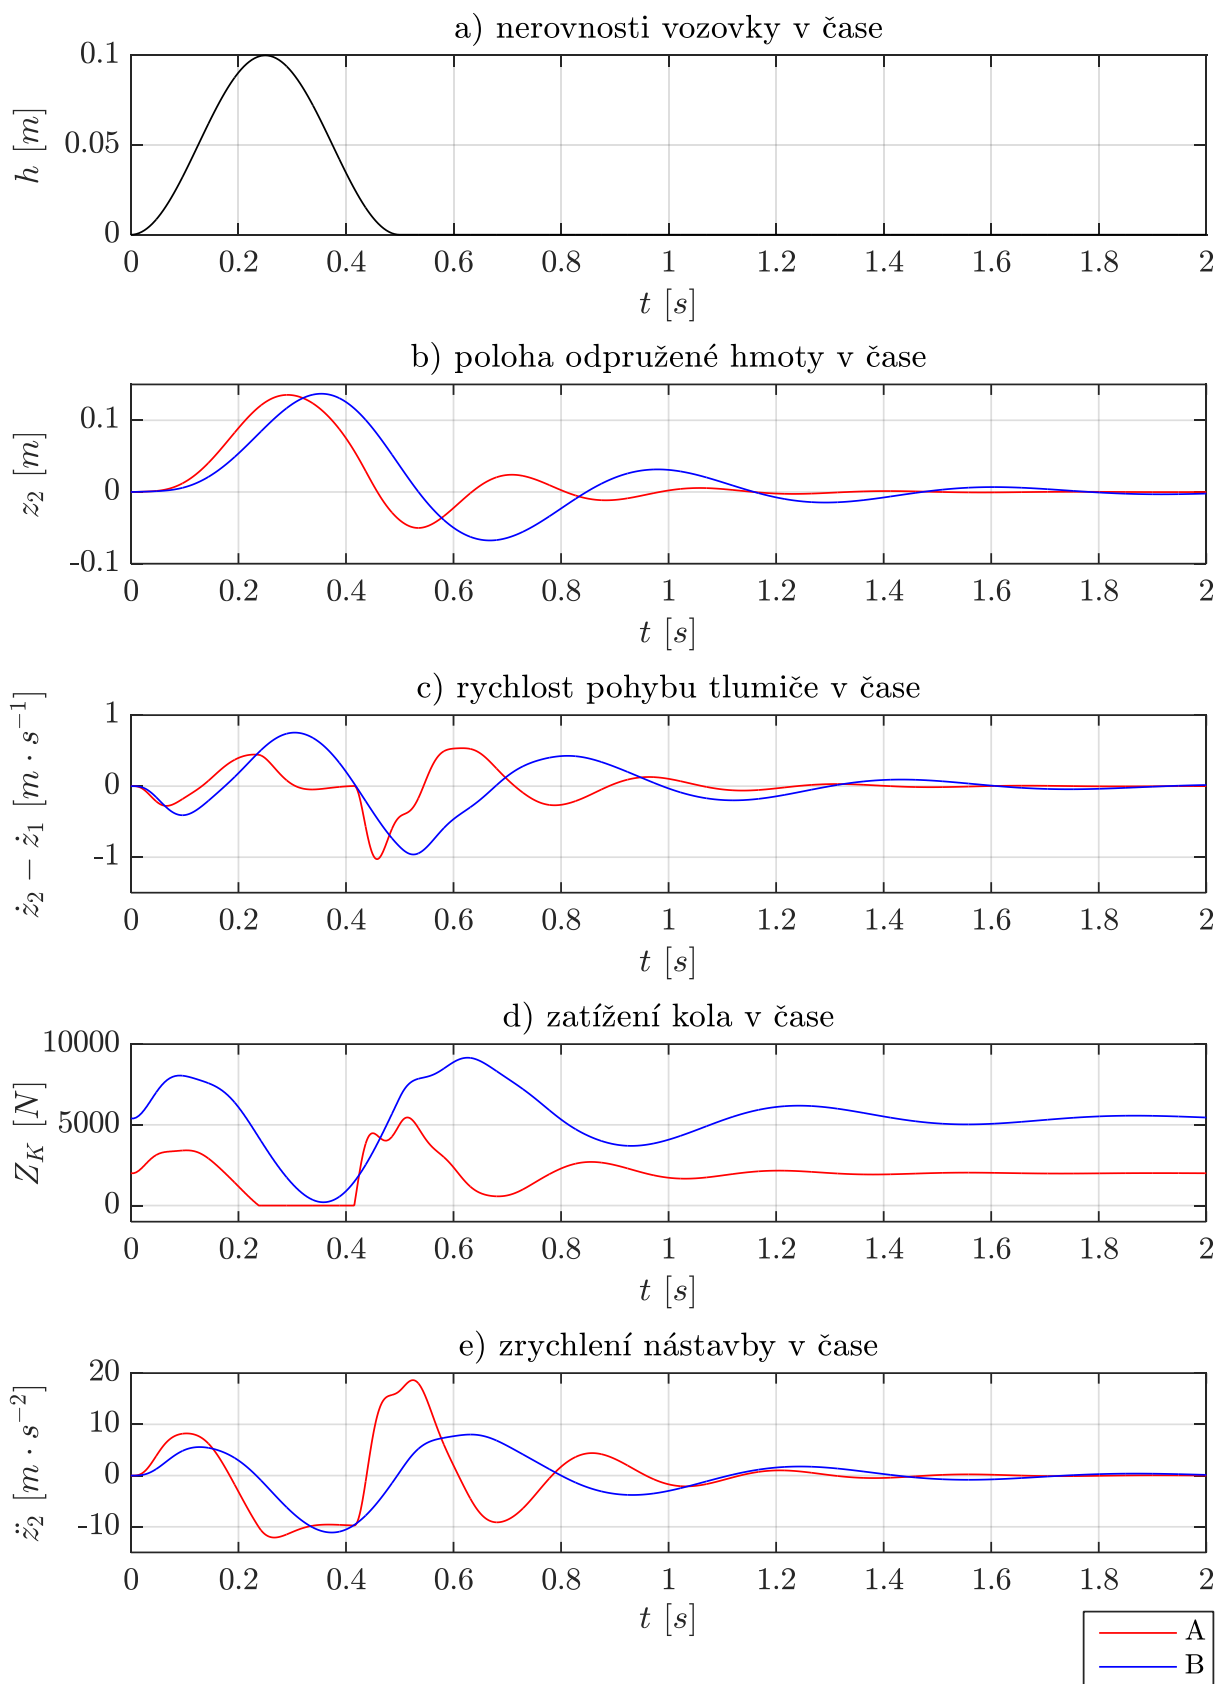 a) nerovnosti vozovky v čase
h [m]
0.1
0.05
0
0 0.2 0.4 0.6 0.8 1 1.2 1.4 1.6 1.8 2
t [s]
b) poloha odpružené hmoty v čase
z₂ [m]
0.1
0
-0.1
0 0.2 0.4 0.6 0.8 1 1.2 1.4 1.6 1.8 2
t [s]
c) rychlost pohybu tlumiče v čase
ż₂ − ż₁ [m · s⁻¹]
1
0
-1
0 0.2 0.4 0.6 0.8 1 1.2 1.4 1.6 1.8 2
t [s]
d) zatížení kola v čase
Z_K [N]
10000
5000
0
0 0.2 0.4 0.6 0.8 1 1.2 1.4 1.6 1.8 2
t [s]
e) zrychlení nástavby v čase
z̈₂ [m · s⁻²]
20
10
0
-10
0 0.2 0.4 0.6 0.8 1 1.2 1.4 1.6 1.8 2
t [s]
A
B